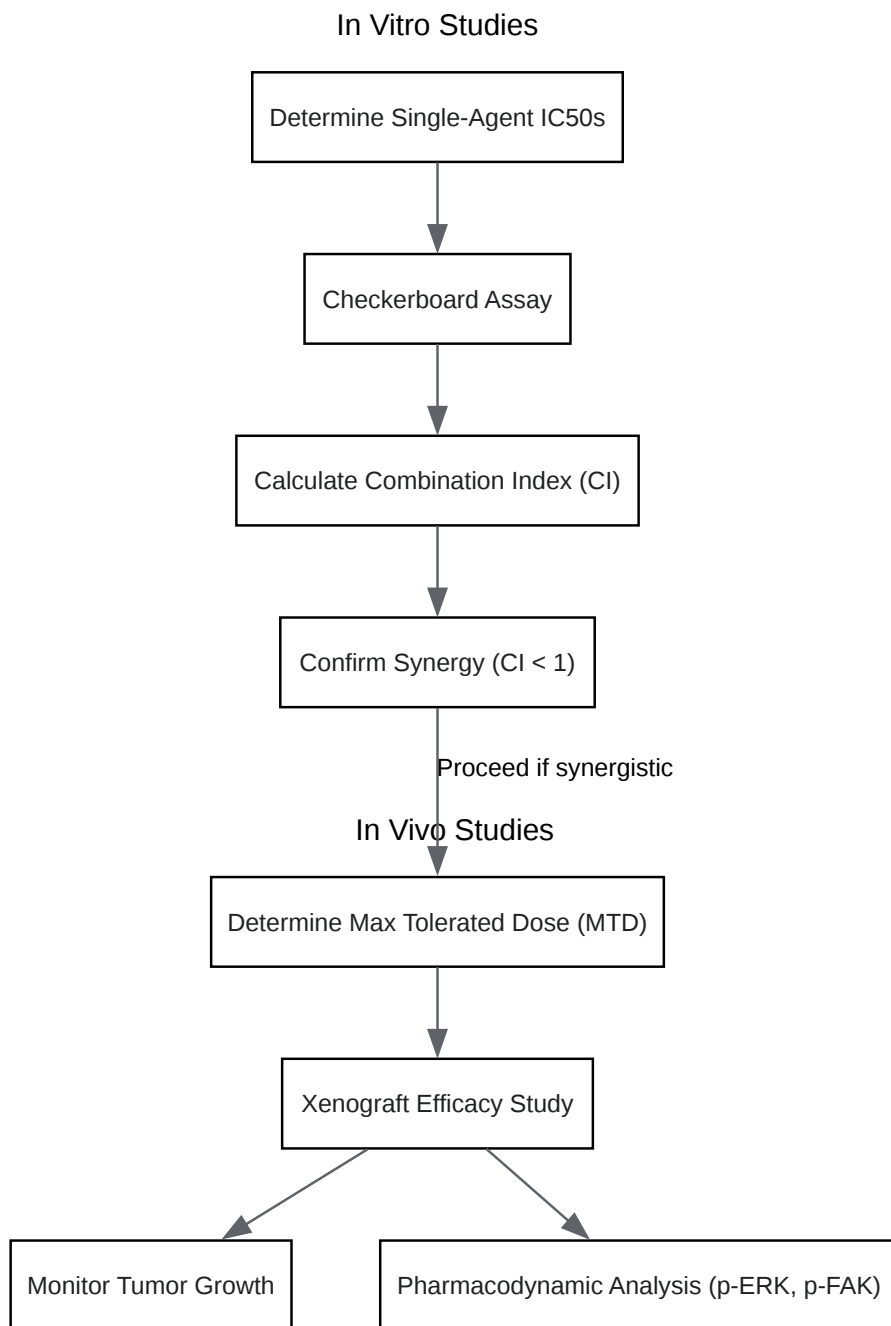 In Vitro Studies
Determine Single-Agent IC50s
Checkerboard Assay
Calculate Combination Index (CI)
Confirm Synergy (CI < 1)
Proceed if synergistic
In Vivo Studies
Determine Max Tolerated Dose (MTD)
Xenograft Efficacy Study
Monitor Tumor Growth
Pharmacodynamic Analysis (p-ERK, p-FAK)